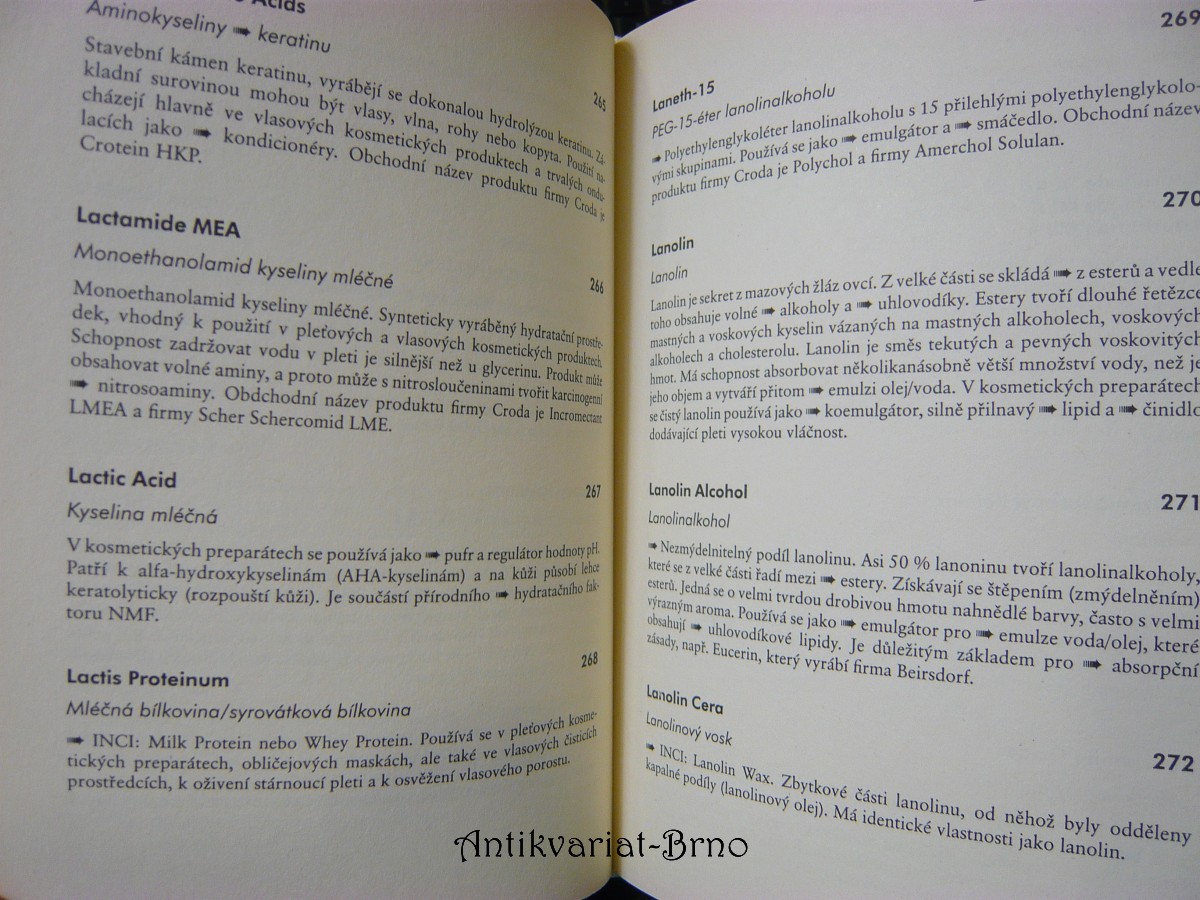 Acids
Aminokyseliny ➠ keratinu
265
Stavební kámen keratinu, vyrábějí se dokonalou hydrolýzou keratinu. Zá-
kladní surovinou mohou být vlasy, vlna, rohy nebo kopyta. Použití na-
cházejí hlavně ve vlasových kosmetických produktech a trvalých ondu-
lacích jako ➠ kondicionéry. Obchodní název produktu firmy Croda je
Crotein HKP.
Lactamide MEA
Monoethanolamid kyseliny mléčné
266
Monoethanolamid kyseliny mléčné. Synteticky vyráběný hydratační prostře-
dek, vhodný k použití v pleťových a vlasových kosmetických produktech.
Schopnost zadržovat vodu v pleti je silnější než u glycerinu. Produkt může
obsahovat volné aminy, a proto může s nitrosloučeninami tvořit karcinogenní
➠ nitrosoaminy. Obdchodní název produktu firmy Croda je Incromectant
LMEA a firmy Scher Schercomid LME.
Lactic Acid
267
Kyselina mléčná
V kosmetických preparátech se používá jako ➠ pufr a regulátor hodnoty pH.
Patří k alfa-hydroxykyselinám (AHA-kyselinám) a na kůži působí lehce
keratolyticky (rozpouští kůži). Je součástí přírodního ➠ hydratačního fak-
toru NMF.
268
Lactis Proteinum
Mléčná bílkovina/syrovátková bílkovina
➠ INCI: Milk Protein nebo Whey Protein. Používá se v pleťových kosme-
tických preparátech, obličejových maskách, ale také ve vlasových čisticích
prostředcích, k oživení stárnoucí pleti a k osvěžení vlasového porostu.
269
Laneth-15
PEG-15-éter lanolinalkoholu
➠ Polyethylenglykoléter lanolinalkoholu s 15 přilehlými polyethylenglykolo-
vými skupinami. Používá se jako ➠ emulgátor a ➠ smáčedlo. Obchodní název
produktu firmy Croda je Polychol a firmy Amerchol Solulan.
270
Lanolin
Lanolin
Lanolin je sekret z mazových žláz ovcí. Z velké části se skládá ➠ z esterů a vedle
toho obsahuje volné ➠ alkoholy a ➠ uhlovodíky. Estery tvoří dlouhé řetězce
mastných a voskových kyselin vázaných na mastných alkoholech, voskových
alkoholech a cholesterolu. Lanolin je směs tekutých a pevných voskovitých
hmot. Má schopnost absorbovat několikanásobně větší množství vody, než je
jeho objem a vytváří přitom ➠ emulzi olej/voda. V kosmetických preparátech
se čistý lanolin používá jako ➠ koemulgátor, silně přilnavý ➠ lipid a ➠ činidlo
dodávající pleti vysokou vláčnost.
Lanolin Alcohol
271
Lanolinalkohol
➠ Nezmýdelnitelný podíl lanolinu. Asi 50 % lanoninu tvoří lanolinalkoholy,
které se z velké části řadí mezi ➠ estery. Získávají se štěpením (zmýdelněním)
esterů. Jedná se o velmi tvrdou drobivou hmotu nahnědlé barvy, často s velmi
výrazným aroma. Používá se jako ➠ emulgátor pro ➠ emulze voda/olej, které
obsahují ➠ uhlovodíkové lipidy. Je důležitým základem pro ➠ absorpční
zásady, např. Eucerin, který vyrábí firma Beirsdorf.
Lanolin Cera
Lanolinový vosk
272
➠ INCI: Lanolin Wax. Zbytkové části lanolinu, od něhož byly odděleny
kapalné podíly (lanolinový olej). Má identické vlastnosti jako lanolin.
Antikvariat-Brno